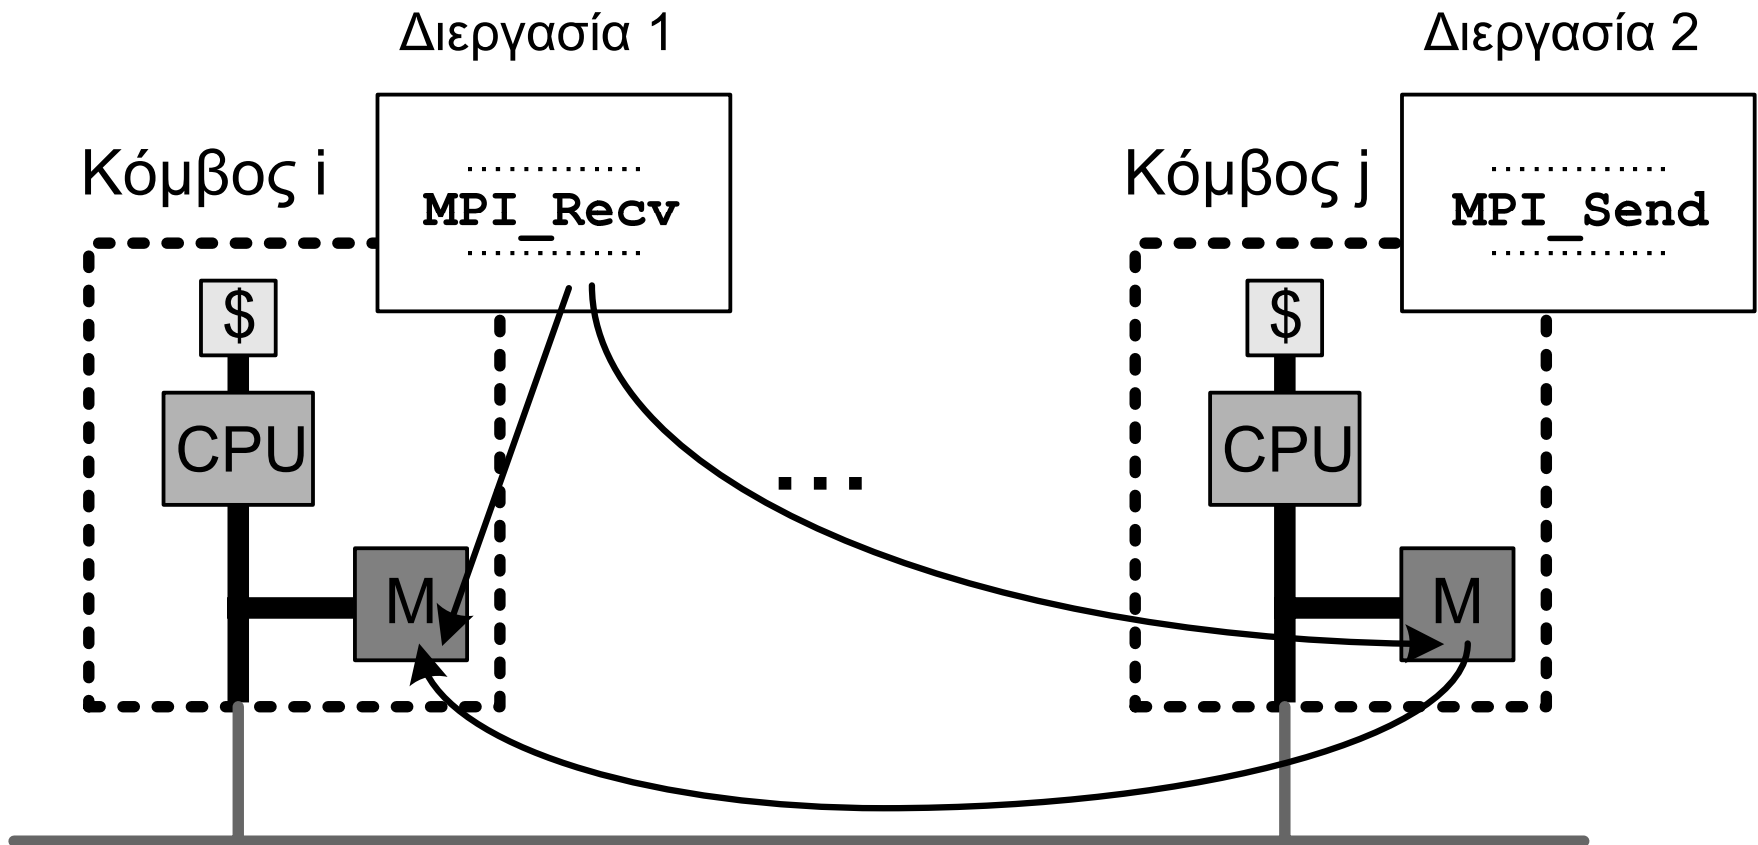 Διεργασία 1
Διεργασία 2
Κόμβος i
............
MPI_Recv
............
Κόμβος j
............
MPI_Send
............
$
$
CPU
...
CPU
M
M